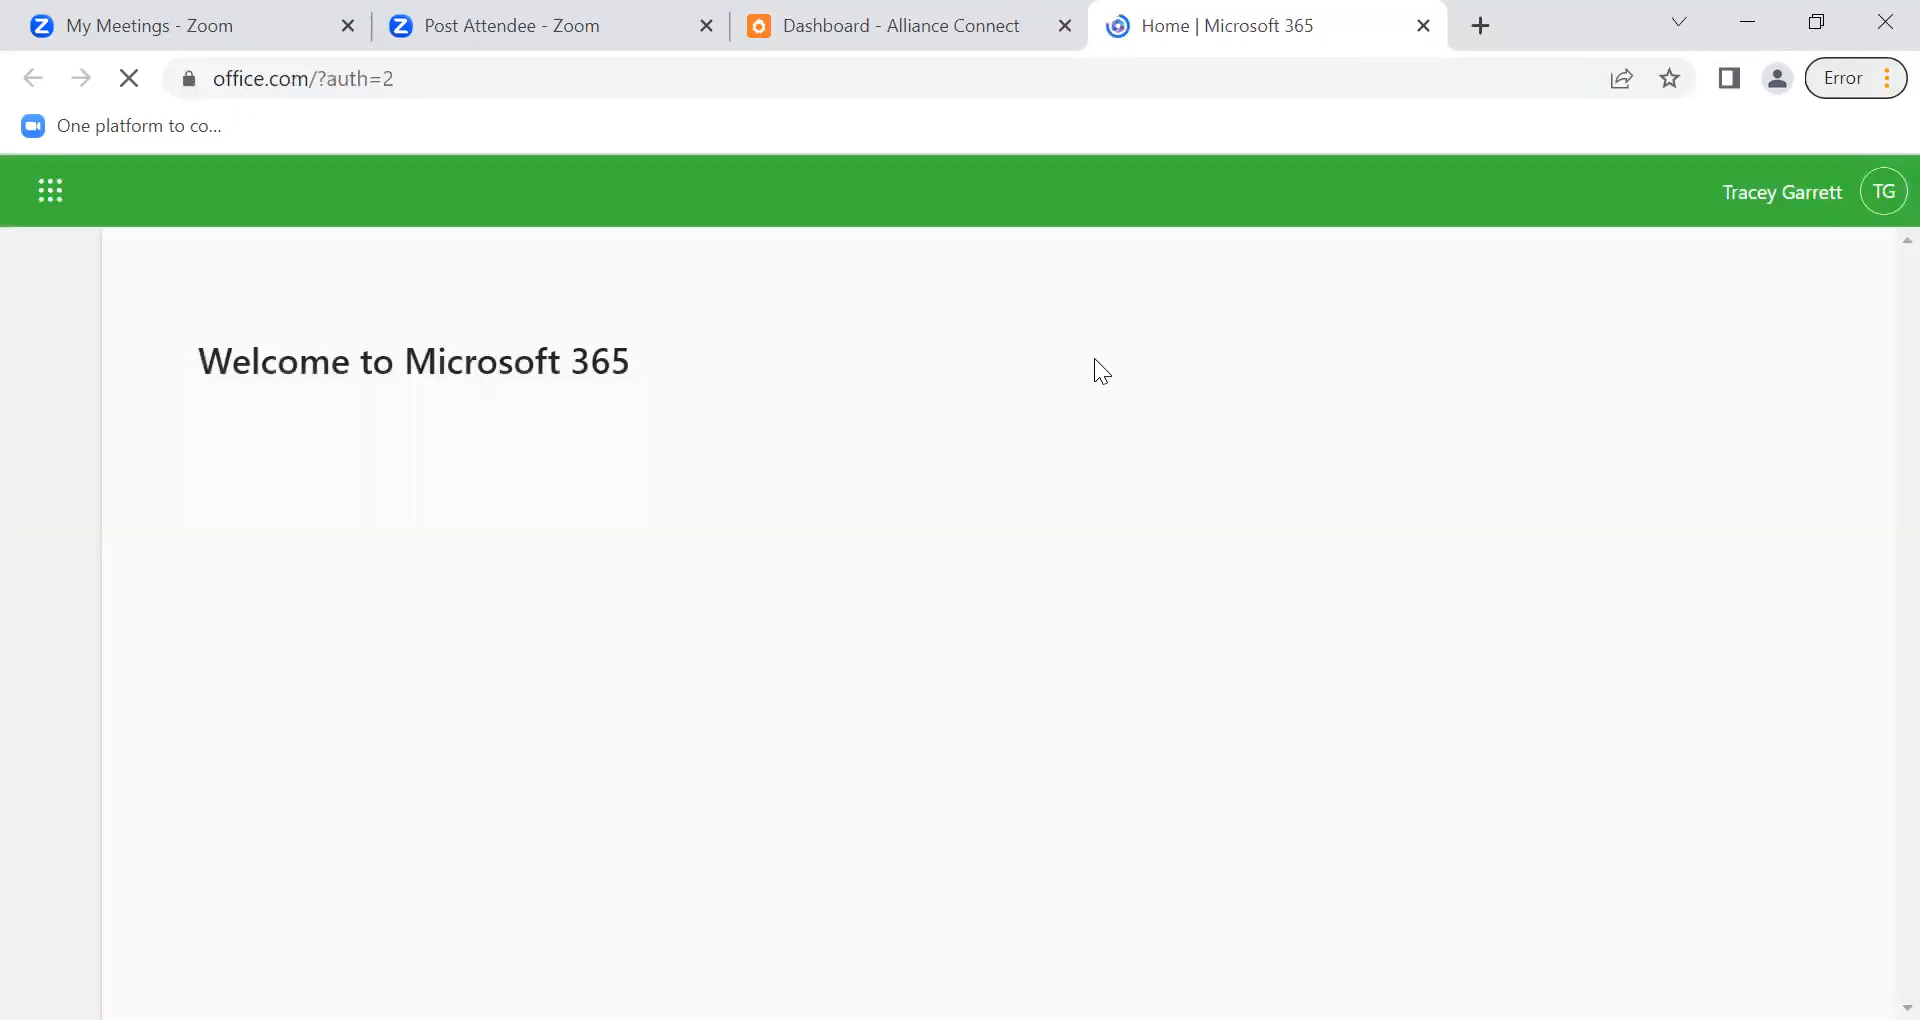 My Meetings - Zoom
Post Attendee - Zoom
Dashboard - Alliance Connect
Home | Microsoft 365
office.com/?auth=2
Error
One platform to co...
Tracey Garrett
TG
Welcome to Microsoft 365